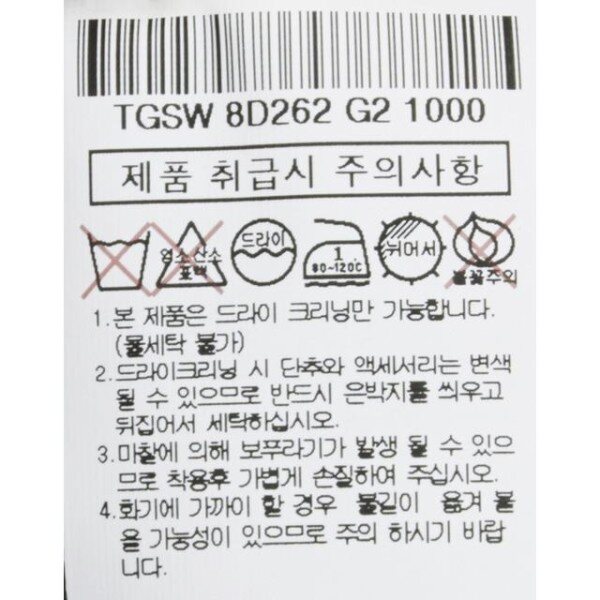 TGSW 8D262 G2 1000
제품 취급시 주의사항
염소,산소 표백
드라이
1
80~120℃
뉘어서
불꽃주의
1.본 제품은 드라이 크리닝만 가능합니다.
(물세탁 불가)
2.드라이크리닝 시 단추와 액세서리는 변색
될 수 있으므로 반드시 은박지를 씌우고
뒤집어서 세탁하십시오.
3.마찰에 의해 보푸라기가 발생 될 수 있으
므로 착용후 가볍게 손질하여 주십시오.
4.화기에 가까이 할 경우 불길이 옮겨 붙
을 가능성이 있으므로 주의 하시기 바랍
니다.